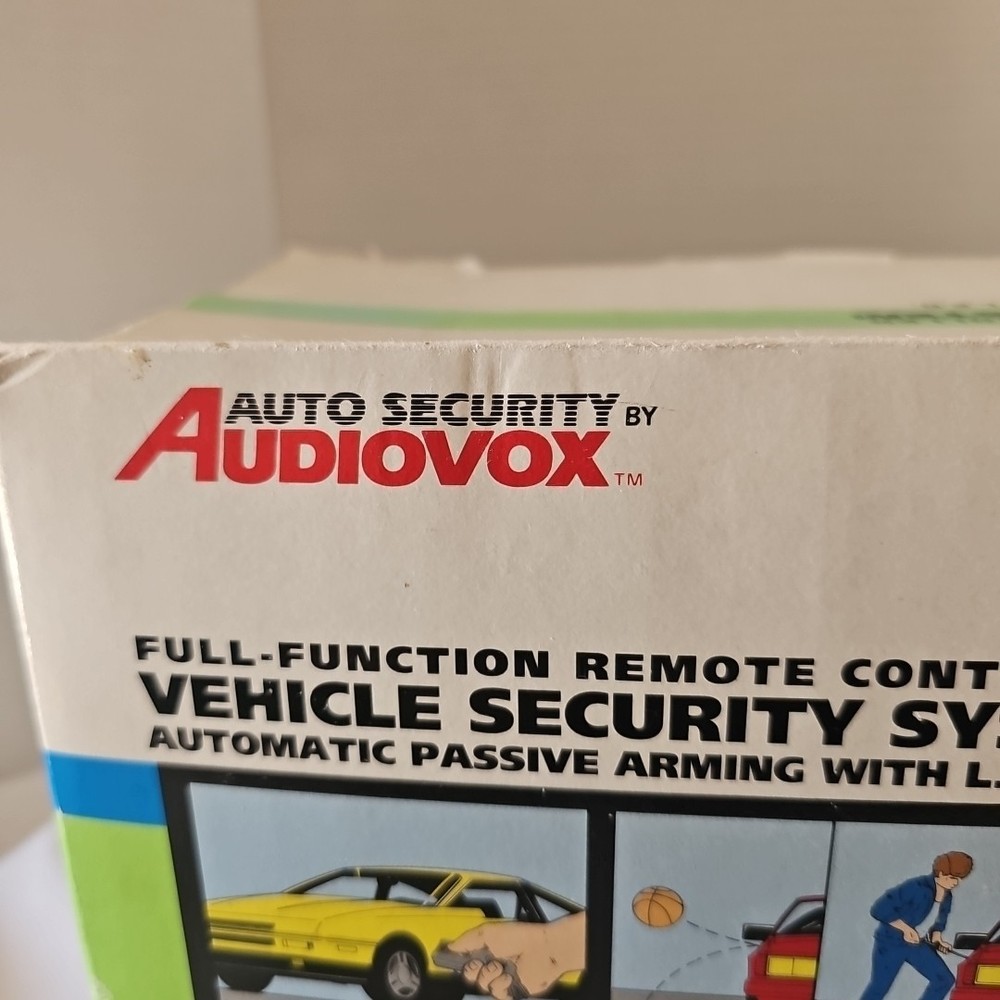 AUTO SECURITY BY
AUDIOVOX TM
FULL-FUNCTION REMOTE CONT
VEHICLE SECURITY SYS
AUTOMATIC PASSIVE ARMING WITH L